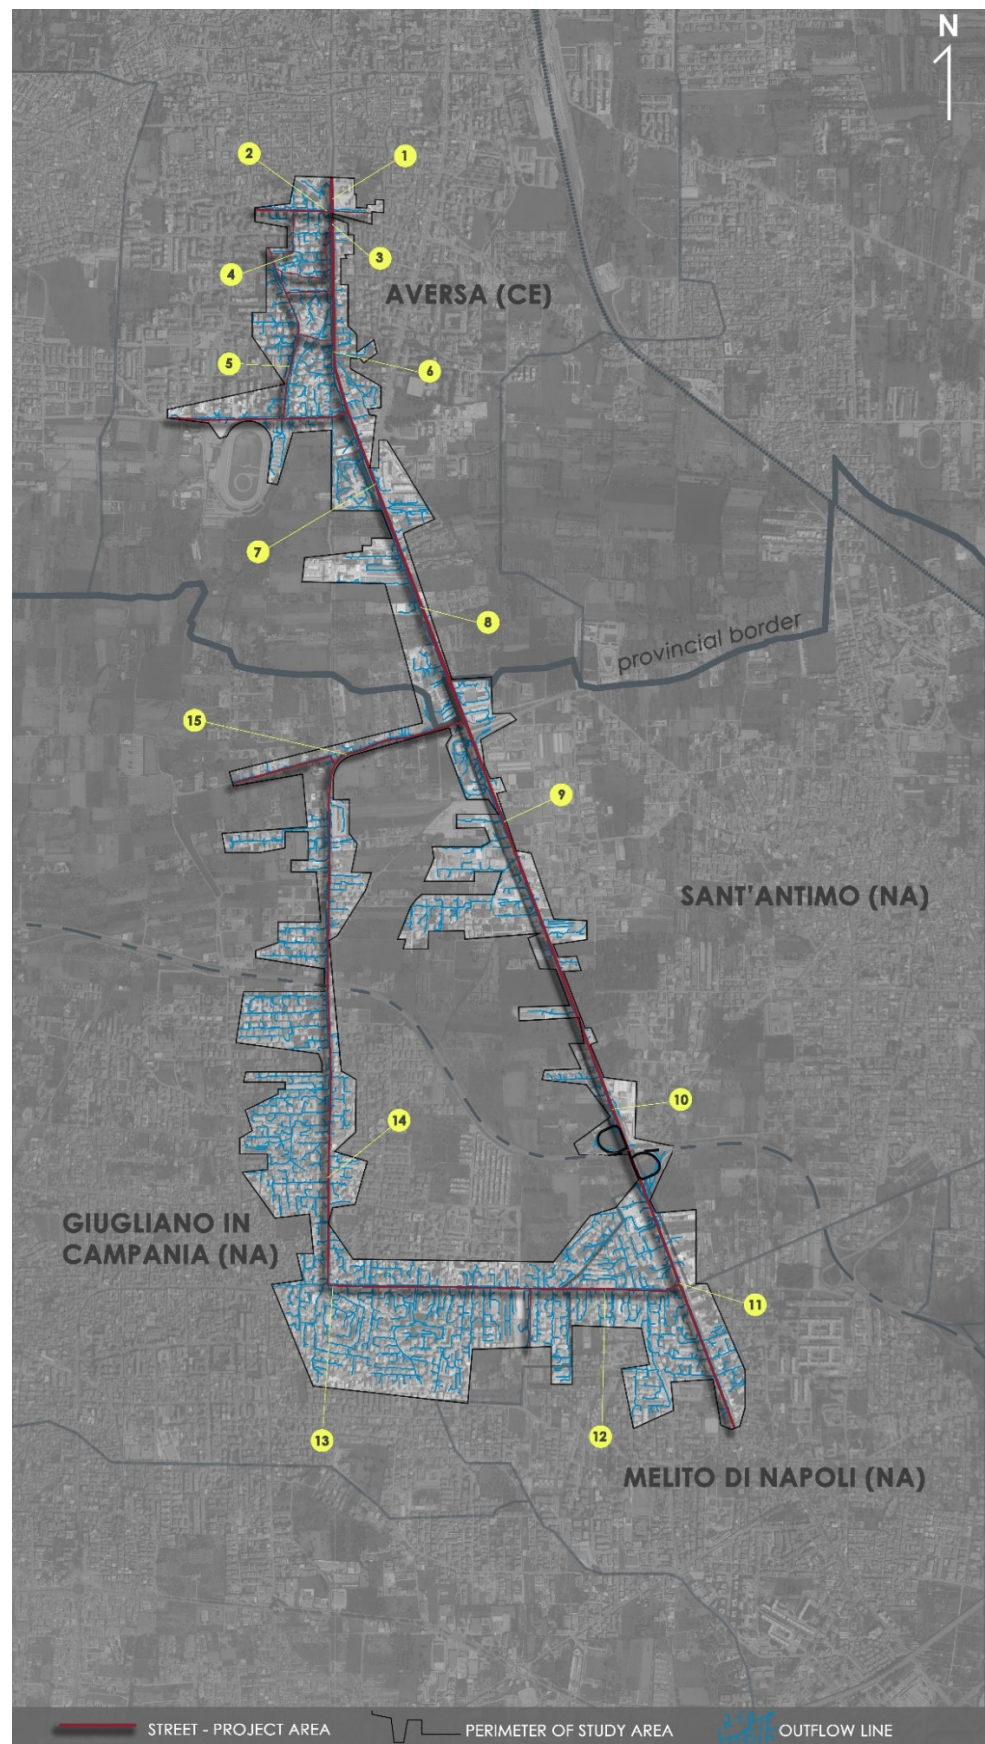 N
2
1
3
4
AVERSA (CE)
5
6
7
8
provincial border
15
9
SANT'ANTIMO (NA)
10
14
GIUGLIANO IN
CAMPANIA (NA)
11
13
12
MELITO DI NAPOLI (NA)
STREET - PROJECT AREA
PERIMETER OF STUDY AREA
OUTFLOW LINE